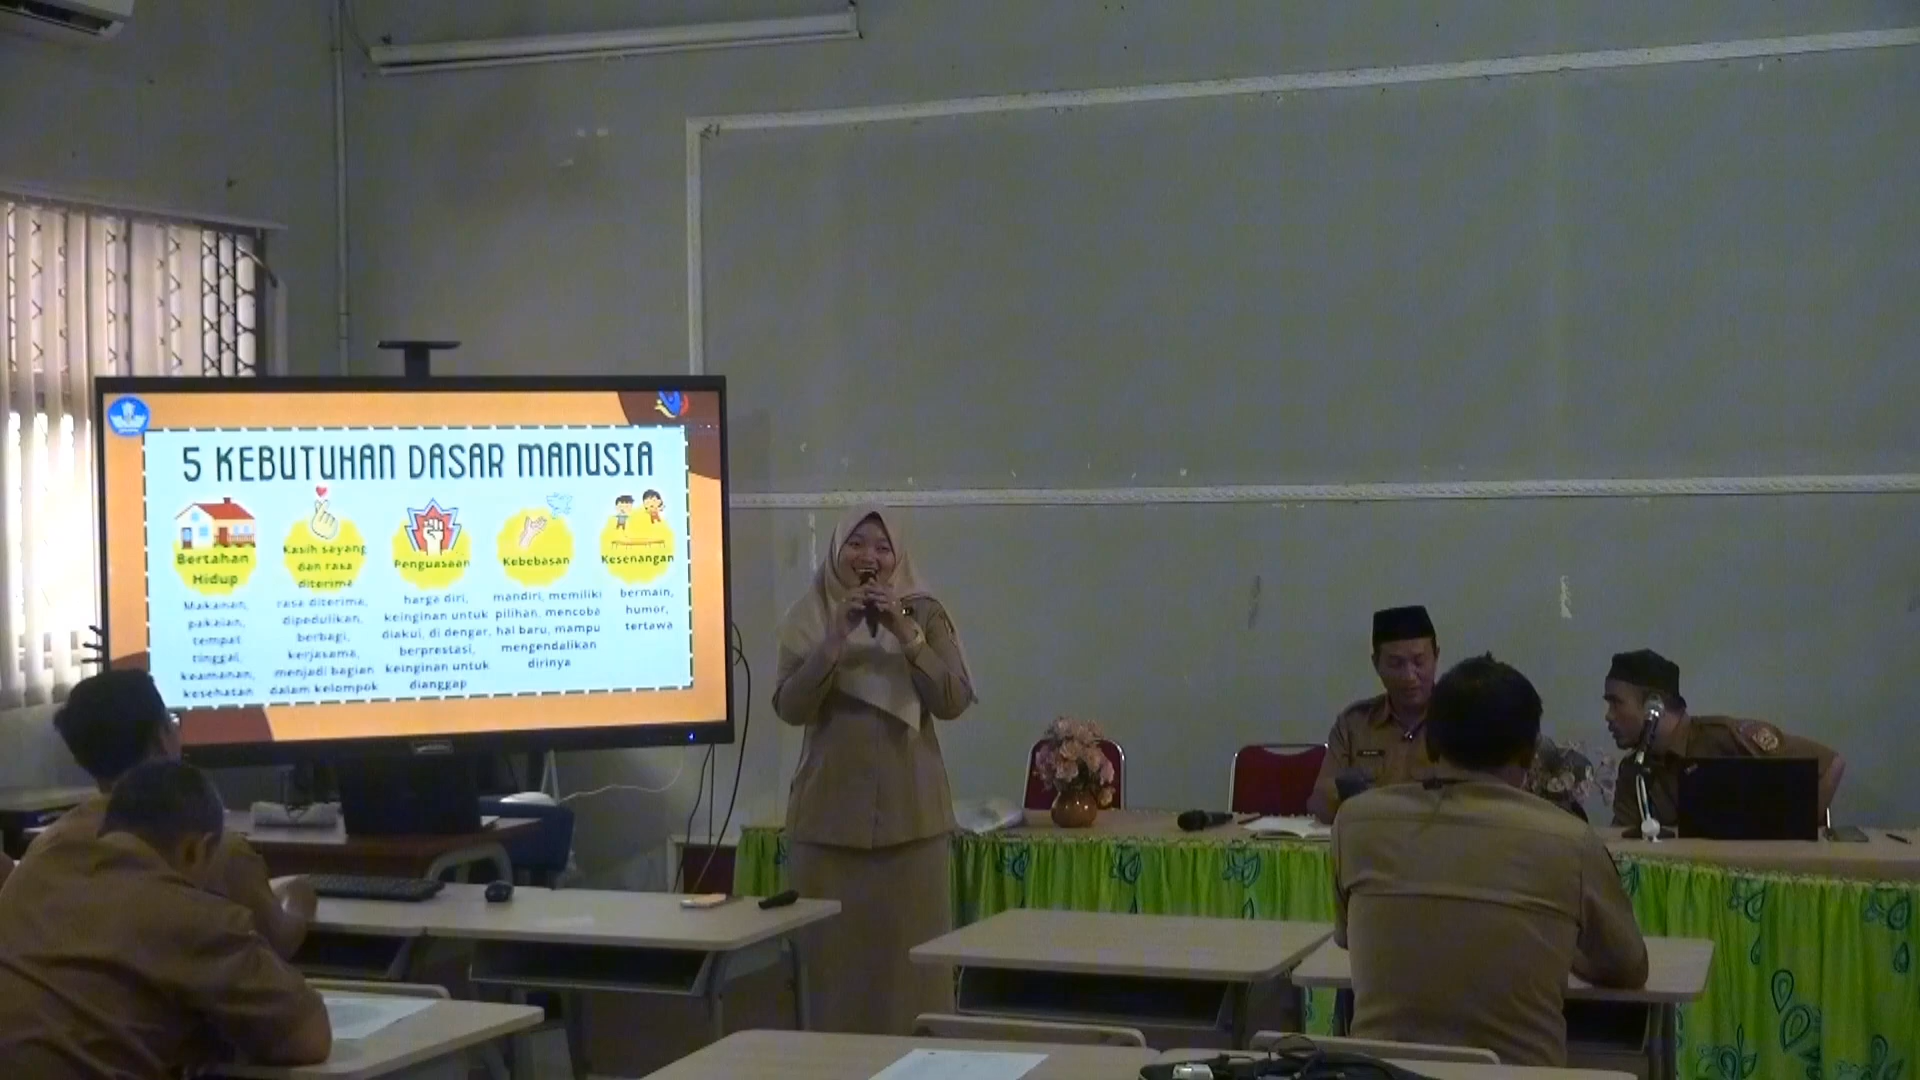 5 KEBUTUHAN DASAR MANUSIA
Bertahan
Hidup
Makanan,
pakaian,
tempat
tinggal,
keamanan,
kesehatan
Kasih sayang
dan rasa
diterima
rasa diterima,
dipedulikan,
berbagi,
kerjasama,
menjadi bagian
dalam kelompok
Penguasaan
harga diri,
keinginan untuk
diakui, di dengar,
berprestasi,
keinginan untuk
dianggap
Kebebasan
mandiri, memiliki
pilihan, mencoba
hal baru, mampu
mengendalikan
dirinya
Kesenangan
bermain,
humor,
tertawa